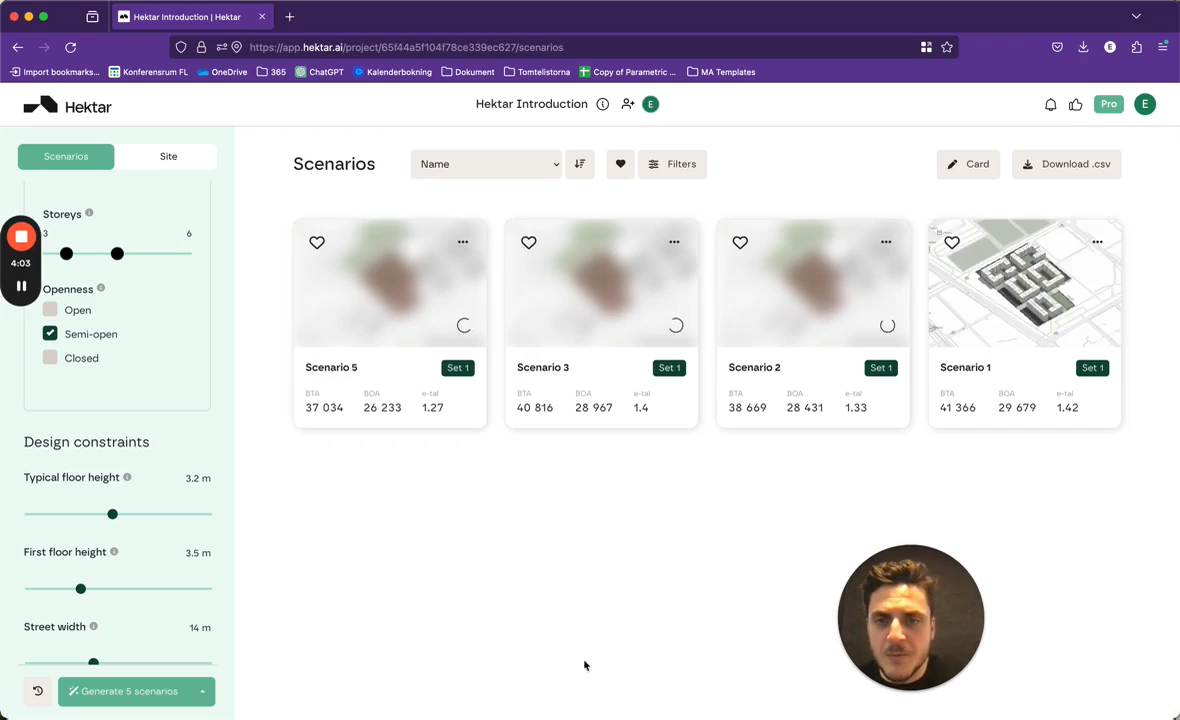 Hektar Introduction | Hektar
https://app.hektar.ai/project/65f44a5f104f78ce339ec627/scenarios
Import bookmarks... Konferensrum FL OneDrive 365 ChatGPT Kalenderbokning Dokument Tomtelistorna Copy of Parametric ... MA Templates
Hektar
Hektar Introduction
E
Pro
E
Scenarios Site
Storeys
3 6
4:03
Openness
Open
Semi-open
Closed
Design constraints
Typical floor height 3.2 m
First floor height 3.5 m
Street width 14 m
Generate 5 scenarios
Scenarios
Name
Filters
Card
Download .csv
Scenario 5 Set 1
BTA BOA e-tal
37 034 26 233 1.27
Scenario 3 Set 1
BTA BOA e-tal
40 816 28 967 1.4
Scenario 2 Set 1
BTA BOA e-tal
38 669 28 431 1.33
Scenario 1 Set 1
BTA BOA e-tal
41 366 29 679 1.42